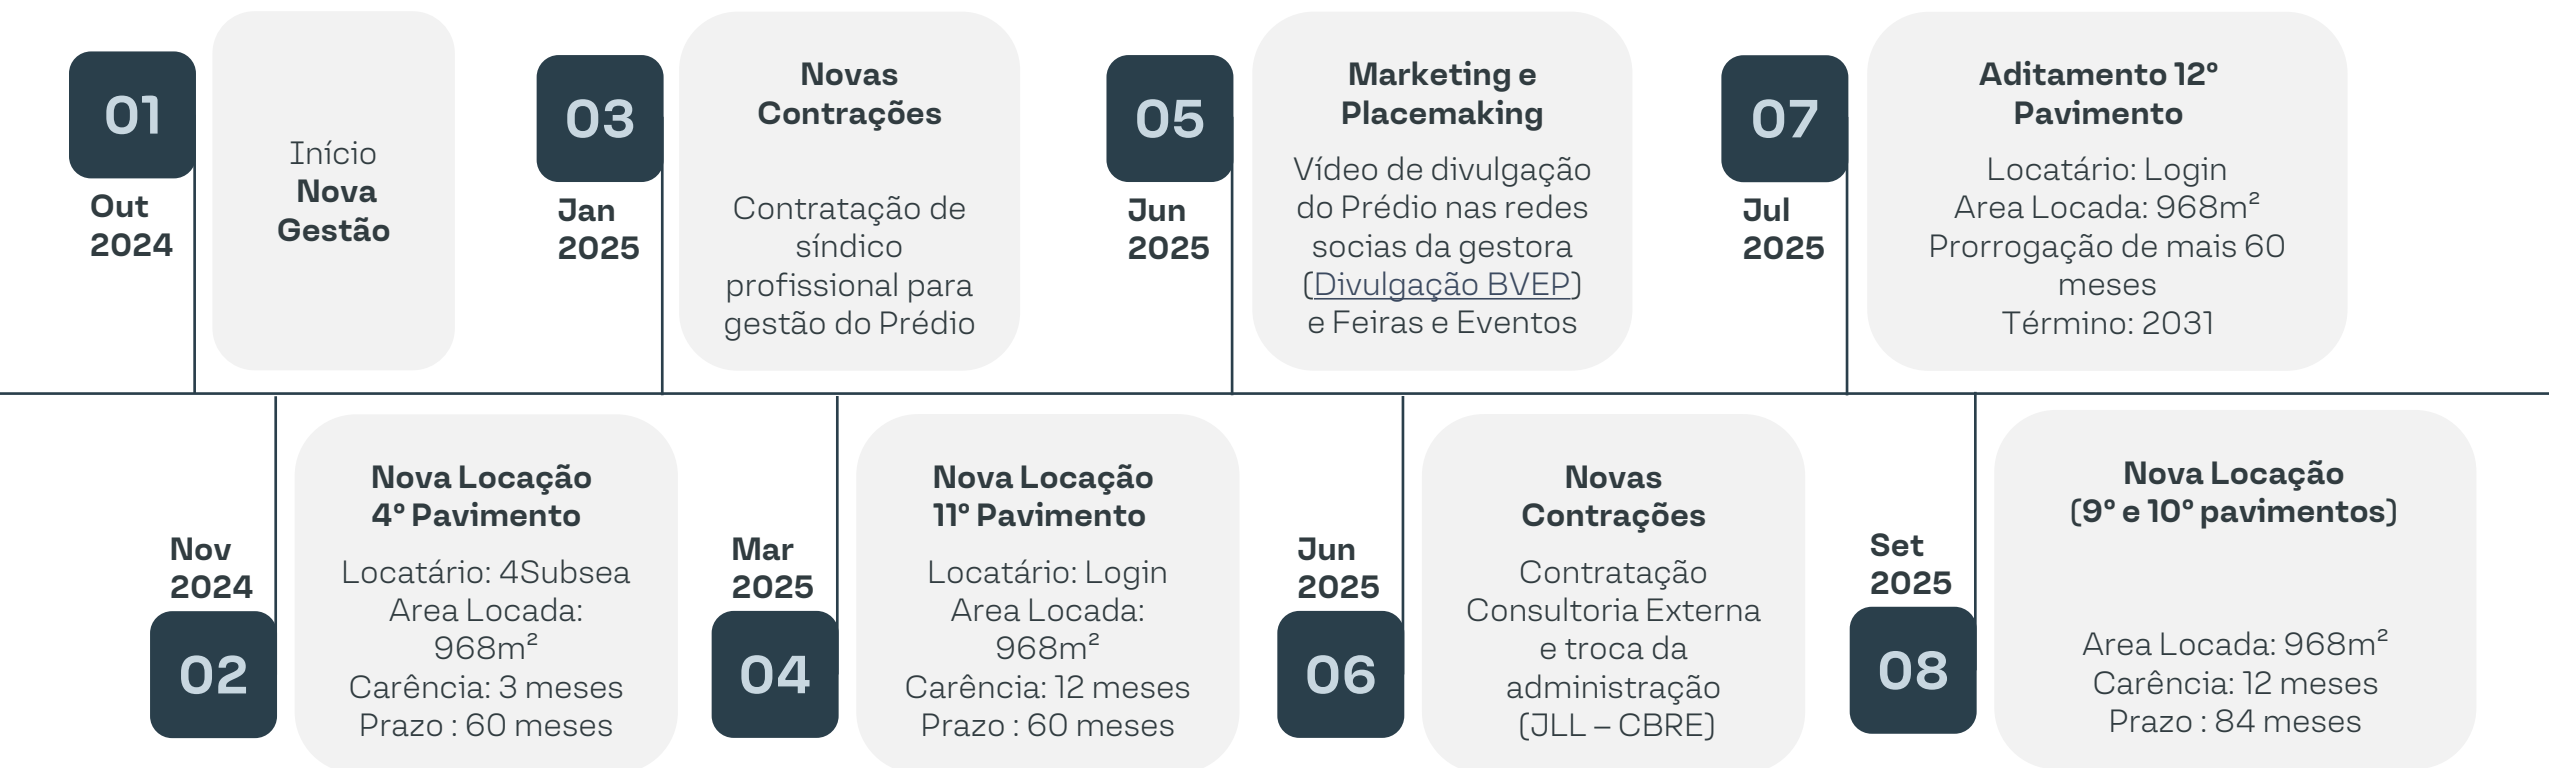 01
Out
2024
Início
Nova
Gestão
03
Jan
2025
Novas
Contrações
Contratação de
síndico
profissional para
gestão do Prédio
05
Jun
2025
Marketing e
Placemaking
Vídeo de divulgação
do Prédio nas redes
socias da gestora
(Divulgação BVEP)
e Feiras e Eventos
07
Jul
2025
Aditamento 12º
Pavimento
Locatário: Login
Area Locada: 968m²
Prorrogação de mais 60
meses
Término: 2031
Nov
2024
02
Nova Locação
4º Pavimento
Locatário: 4Subsea
Area Locada:
968m²
Carência: 3 meses
Prazo : 60 meses
Mar
2025
04
Nova Locação
11º Pavimento
Locatário: Login
Area Locada:
968m²
Carência: 12 meses
Prazo : 60 meses
Jun
2025
06
Novas
Contrações
Contratação
Consultoria Externa
e troca da
administração
(JLL – CBRE)
Set
2025
08
Nova Locação
(9º e 10º pavimentos)
Area Locada: 968m²
Carência: 12 meses
Prazo : 84 meses